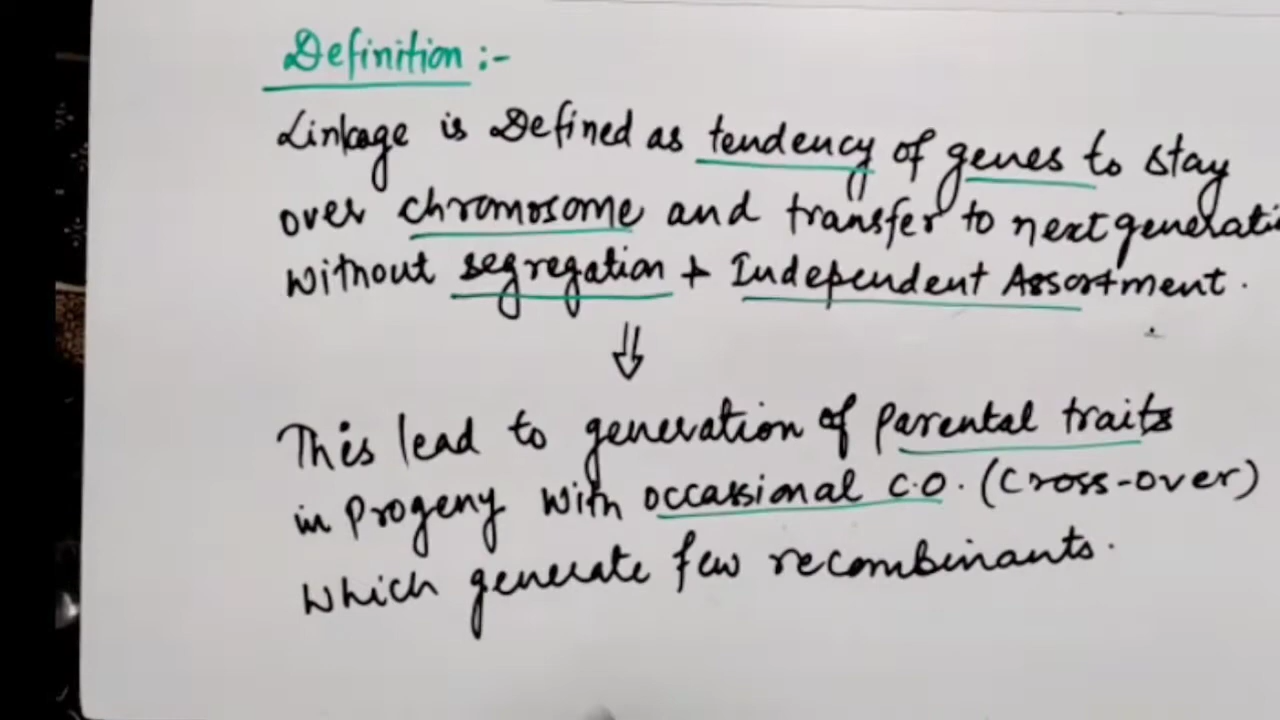 Definition :-
Linkage is Defined as tendency of genes to stay
over chromosome and transfer to next generati
without segregation + Independent Assortment.
⇓
This lead to generation of parental traits
in progeny with occassional C.O. (Cross-over)
which generate few recombinants.